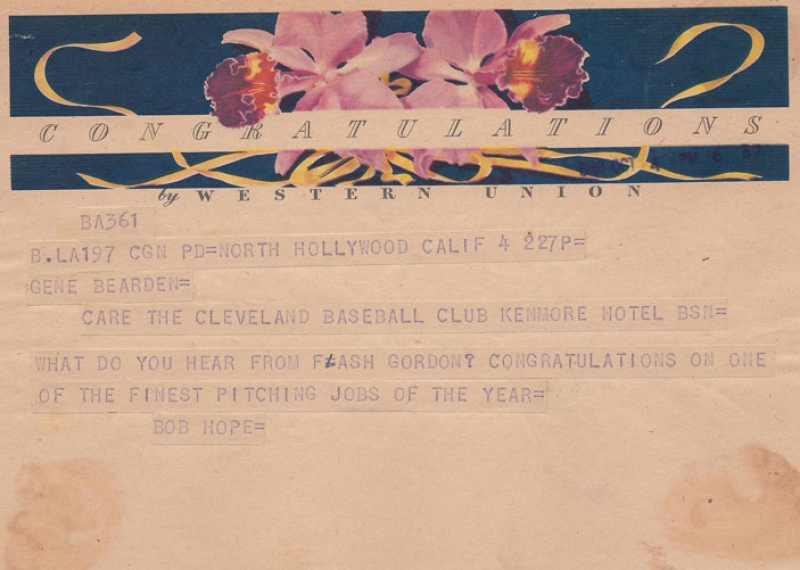 CONGRATULATIONS
by WESTERN UNION
BA361
B.LA197 CGN PD=NORTH HOLLYWOOD CALIF 4 227P=
GENE BEARDEN=
CARE THE CLEVELAND BASEBALL CLUB KENMORE HOTEL BSN=
WHAT DO YOU HEAR FROM FLASH GORDON? CONGRATULATIONS ON ONE
OF THE FINEST PITCHING JOBS OF THE YEAR=
BOB HOPE=